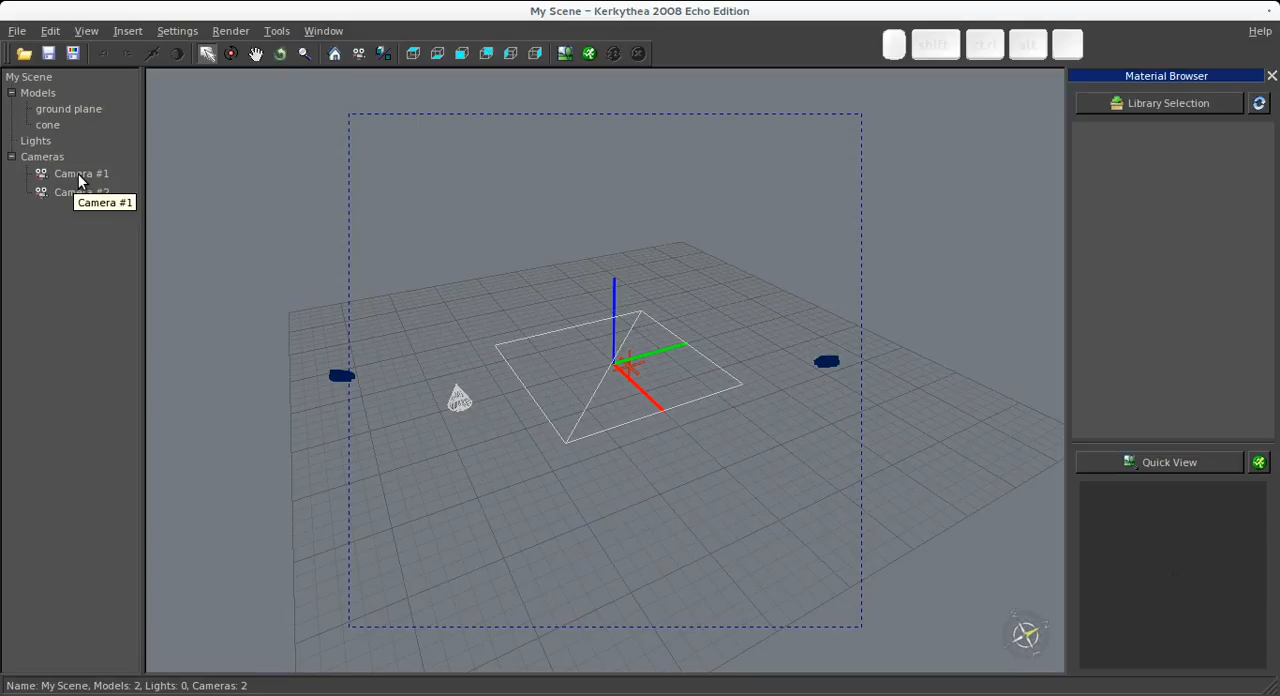 My Scene - Kerkythea 2008 Echo Edition
File Edit View Insert Settings Render Tools Window Help
shift ctrl alt
My Scene
Models
ground plane
cone
Lights
Cameras
Camera #1
Camera #2
Camera #1
Material Browser
Library Selection
Quick View
Name: My Scene, Models: 2, Lights: 0, Cameras: 2